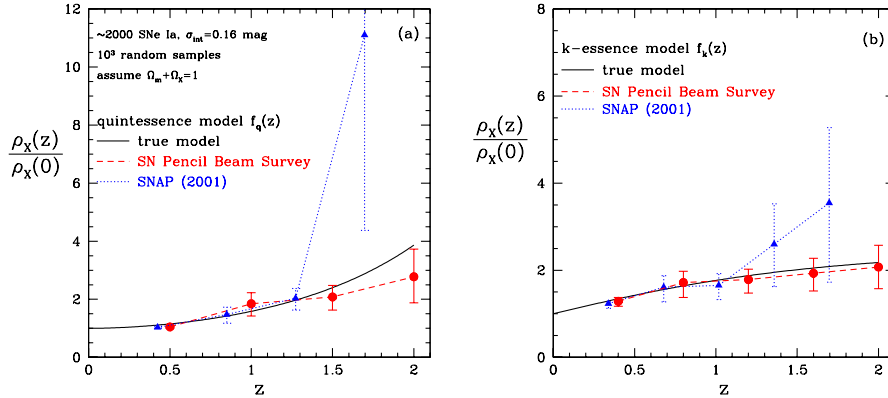 ~2000 SNe Ia, σint=0.16 mag
10³ random samples
assume Ωm+ΩX=1
(a)
quintessence model fq(z)
true model
SN Pencil Beam Survey
SNAP (2001)
ρX(z)
ρX(0)
12
10
8
6
4
2
0
0
0.5
1
1.5
2
z
(b)
k-essence model fk(z)
true model
SN Pencil Beam Survey
SNAP (2001)
ρX(z)
ρX(0)
8
6
4
2
0
0
0.5
1
1.5
2
z